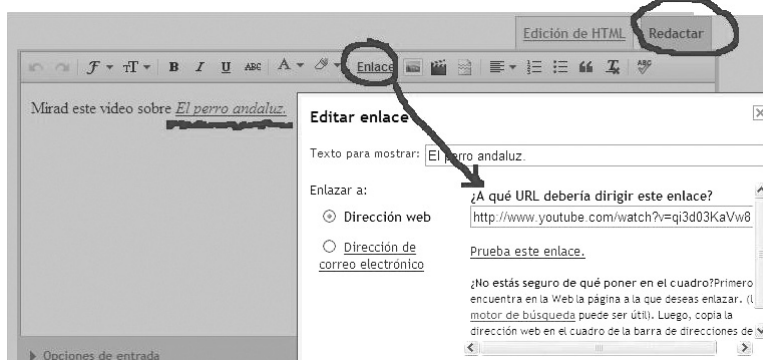 Edición de HTML Redactar
F TT B I U ABC A Enlace
Mirad este video sobre El perro andaluz.
Editar enlace
Texto para mostrar: El perro andaluz.
Enlazar a:
Dirección web
Dirección de
correo electrónico
¿A qué URL debería dirigir este enlace?
http://www.youtube.com/watch?v=qi3d03KaVw8
Prueba este enlace.
¿No estás seguro de qué poner en el cuadro?Primero
encuentra en la Web la página a la que deseas enlazar. (
motor de búsqueda puede ser útil). Luego, copia la
dirección web en el cuadro de la barra de direcciones de
Opciones de entrada